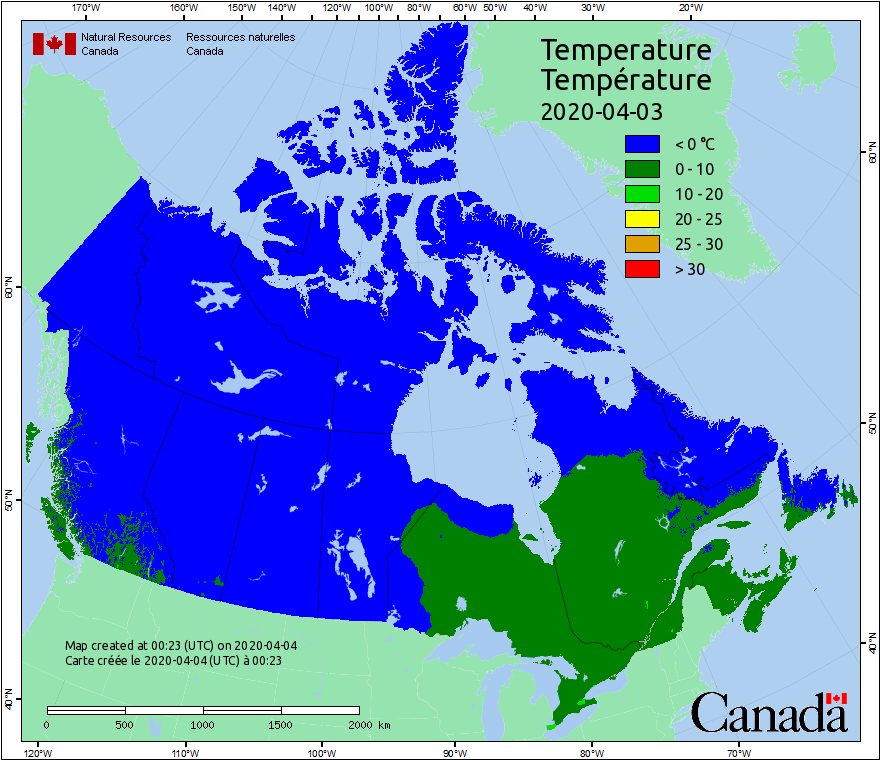 170°W 160°W 150°W 140°W 130°W 120°W 110°W 100°W 90°W 80°W 60°W 50°W 40°W 30°W 20°W
Natural Resources Ressources naturelles
Canada Canada
Temperature
Température
2020-04-03
< 0 °C
0 - 10
10 - 20
20 - 25
25 - 30
> 30
60°N
60°N
50°N
50°N
40°N
40°N
Map created at 00:23 (UTC) on 2020-04-04
Carte créée le 2020-04-04 (UTC) à 00:23
0 500 1000 1500 2000 km
Canada
120°W 110°W 100°W 90°W 80°W 70°W